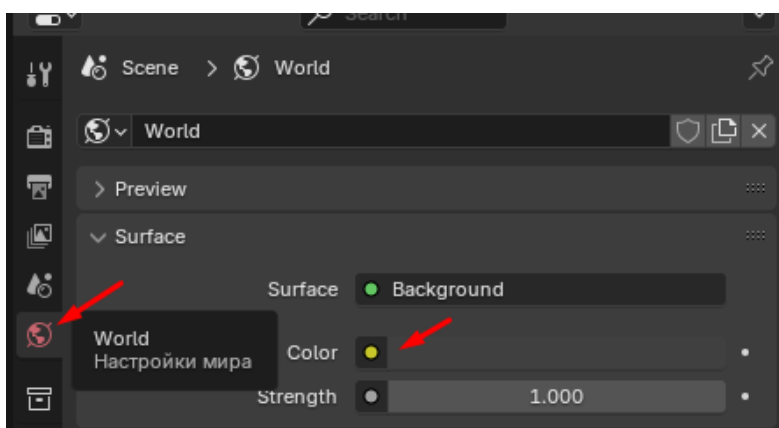 Search
Scene > World
World
Preview
Surface
Surface Background
World
Настройки мира
Color
Strength 1.000